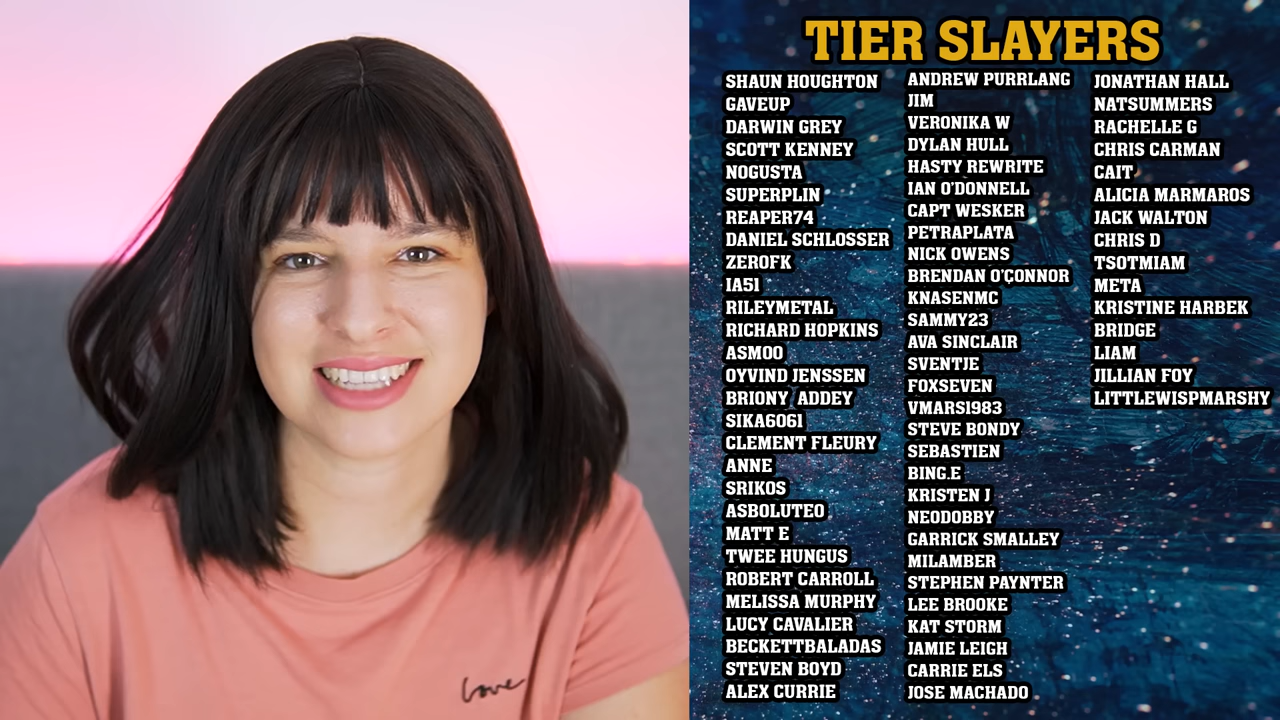 TIER SLAYERS
SHAUN HOUGHTON
GAVEUP
DARWIN GREY
SCOTT KENNEY
NOGUSTA
SUPERPLIN
REAPER74
DANIEL SCHLOSSER
ZEROFK
IA51
RILEYMETAL
RICHARD HOPKINS
ASMOO
OYVIND JENSSEN
BRIONY ADDEY
SIKA6061
CLEMENT FLEURY
ANNE
SRIKOS
ASBOLUTEO
MATT E
TWEE HUNGUS
ROBERT CARROLL
MELISSA MURPHY
LUCY CAVALIER
BECKETTBALADAS
STEVEN BOYD
ALEX CURRIE
ANDREW PURRLANG
JIM
VERONIKA W
DYLAN HULL
HASTY REWRITE
IAN O'DONNELL
CAPT WESKER
PETRAPLATA
NICK OWENS
BRENDAN O'CONNOR
KNASENMC
SAMMY23
AVA SINCLAIR
SVENTJE
FOXSEVEN
VMARS1983
STEVE BONDY
SEBASTIEN
BING.E
KRISTEN J
NEODOBBY
GARRICK SMALLEY
MILAMBER
STEPHEN PAYNTER
LEE BROOKE
KAT STORM
JAMIE LEIGH
CARRIE ELS
JOSE MACHADO
JONATHAN HALL
NATSUMMERS
RACHELLE G
CHRIS CARMAN
CAIT
ALICIA MARMAROS
JACK WALTON
CHRIS D
TSOTMIAM
META
KRISTINE HARBEK
BRIDGE
LIAM
JILLIAN FOY
LITTLEWISPMARSHY
love